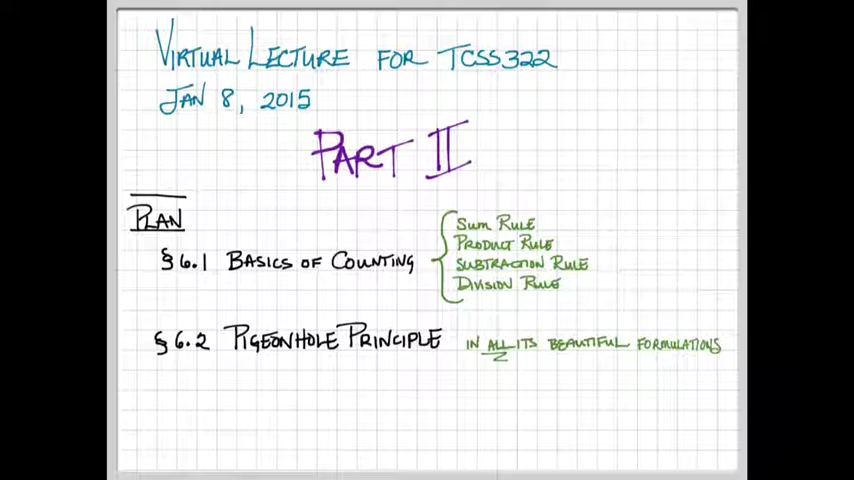 VIRTUAL LECTURE FOR TCSS322
JAN 8, 2015
PART II
PLAN
§ 6.1 BASICS OF COUNTING
SUM RULE
PRODUCT RULE
SUBTRACTION RULE
DIVISION RULE
§ 6.2 PIGEONHOLE PRINCIPLE IN ALL ITS BEAUTIFUL FORMULATIONS